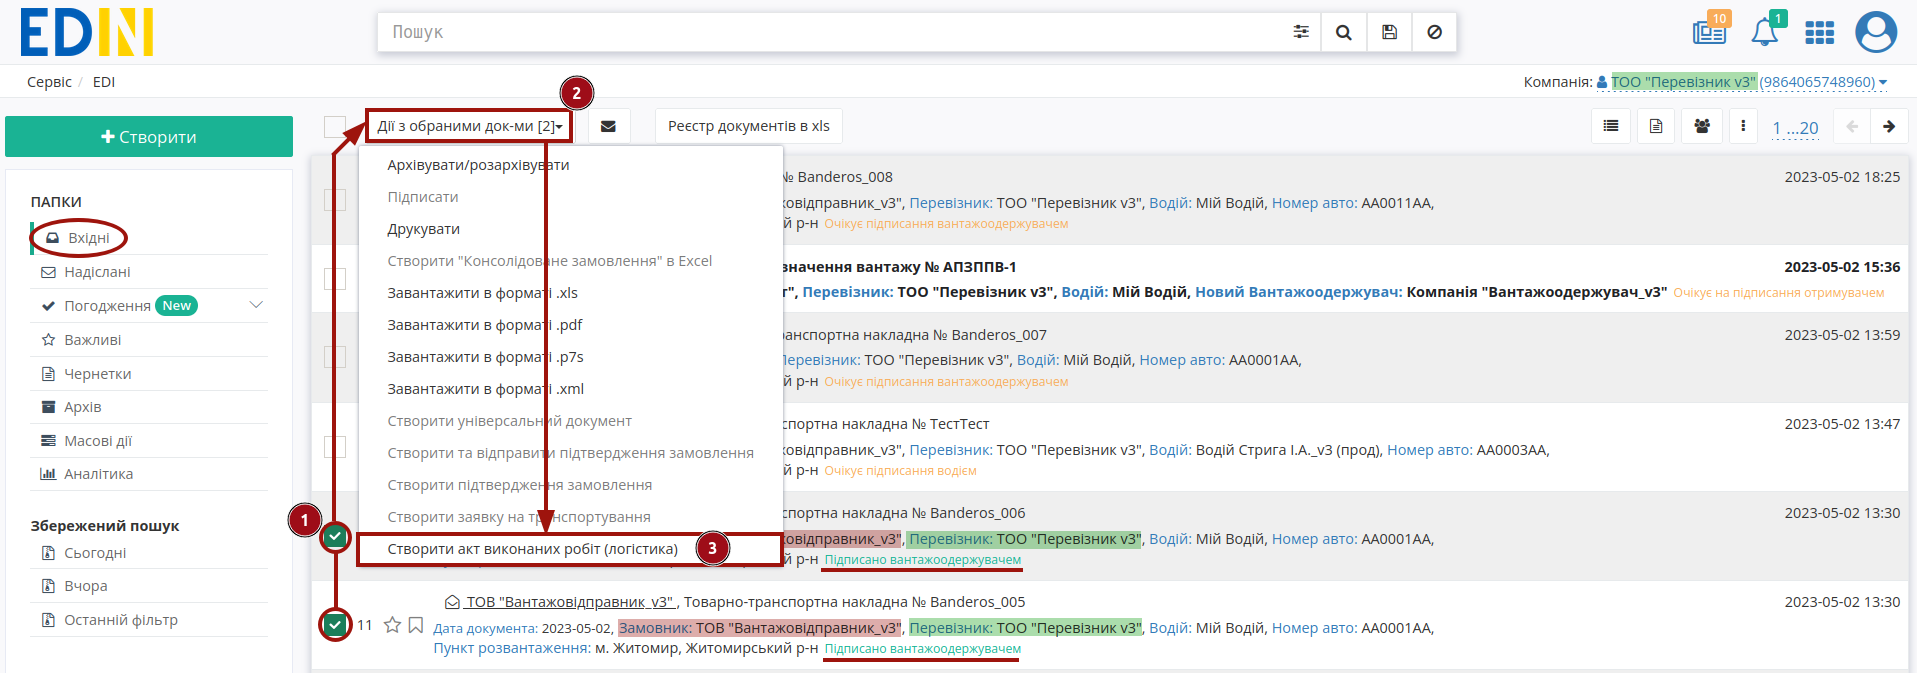 EDIN
Пошук
10
1
Сервіс / EDI
Компанія: ТОО "Перевізник v3" (9864065748960)
2
Створити
Дії з обраними док-ми [2]
Реєстр документів в xls
1 ...20
ПАПКИ
Вхідні
Надіслані
Погодження New
Важливі
Чернетки
Архів
Масові дії
Аналітика
Збережений пошук
Сьогодні
Вчора
Останній фільтр
Архівувати/розархівувати
Підписати
Друкувати
Створити "Консолідоване замовлення" в Excel
Завантажити в форматі .xls
Завантажити в форматі .pdf
Завантажити в форматі .p7s
Завантажити в форматі .xml
Створити універсальний документ
Створити та відправити підтвердження замовлення
Створити підтвердження замовлення
Створити заявку на транспортування
Створити акт виконаних робіт (логістика) 3
№ Banderos_008 2023-05-02 18:25
ковідправник_v3", Перевізник: ТОО "Перевізник v3", Водій: Мій Водій, Номер авто: АА0011АА,
й р-н Очікує підписання вантажоодержувачем
значення вантажу № АПЗППВ-1 2023-05-02 15:36
т", Перевізник: ТОО "Перевізник v3", Водій: Мій Водій, Новий Вантажоодержувач: Компанія "Вантажоодержувач_v3" Очікує на підписання отримувачем
ранспортна накладна № Banderos_007 2023-05-02 13:59
Перевізник: ТОО "Перевізник v3", Водій: Мій Водій, Номер авто: АА0001АА,
й р-н Очікує підписання вантажоодержувачем
спортна накладна № ТестТест 2023-05-02 13:47
ковідправник_v3", Перевізник: ТОО "Перевізник v3", Водій: Водій Стрига І.А._v3 (прод), Номер авто: АА0003АА,
й р-н Очікує підписання водієм
1
спортна накладна № Banderos_006 2023-05-02 13:30
ковідправник_v3", Перевізник: ТОО "Перевізник v3", Водій: Мій Водій, Номер авто: АА0001АА,
й р-н Підписано вантажоодержувачем
ТОВ "Вантажовідправник_v3" , Товарно-транспортна накладна № Banderos_005 2023-05-02 13:30
11 Дата документа: 2023-05-02, Замовник: ТОВ "Вантажовідправник_v3", Перевізник: ТОО "Перевізник v3", Водій: Мій Водій, Номер авто: АА0001АА,
Пункт розвантаження: м. Житомир, Житомирський р-н Підписано вантажоодержувачем